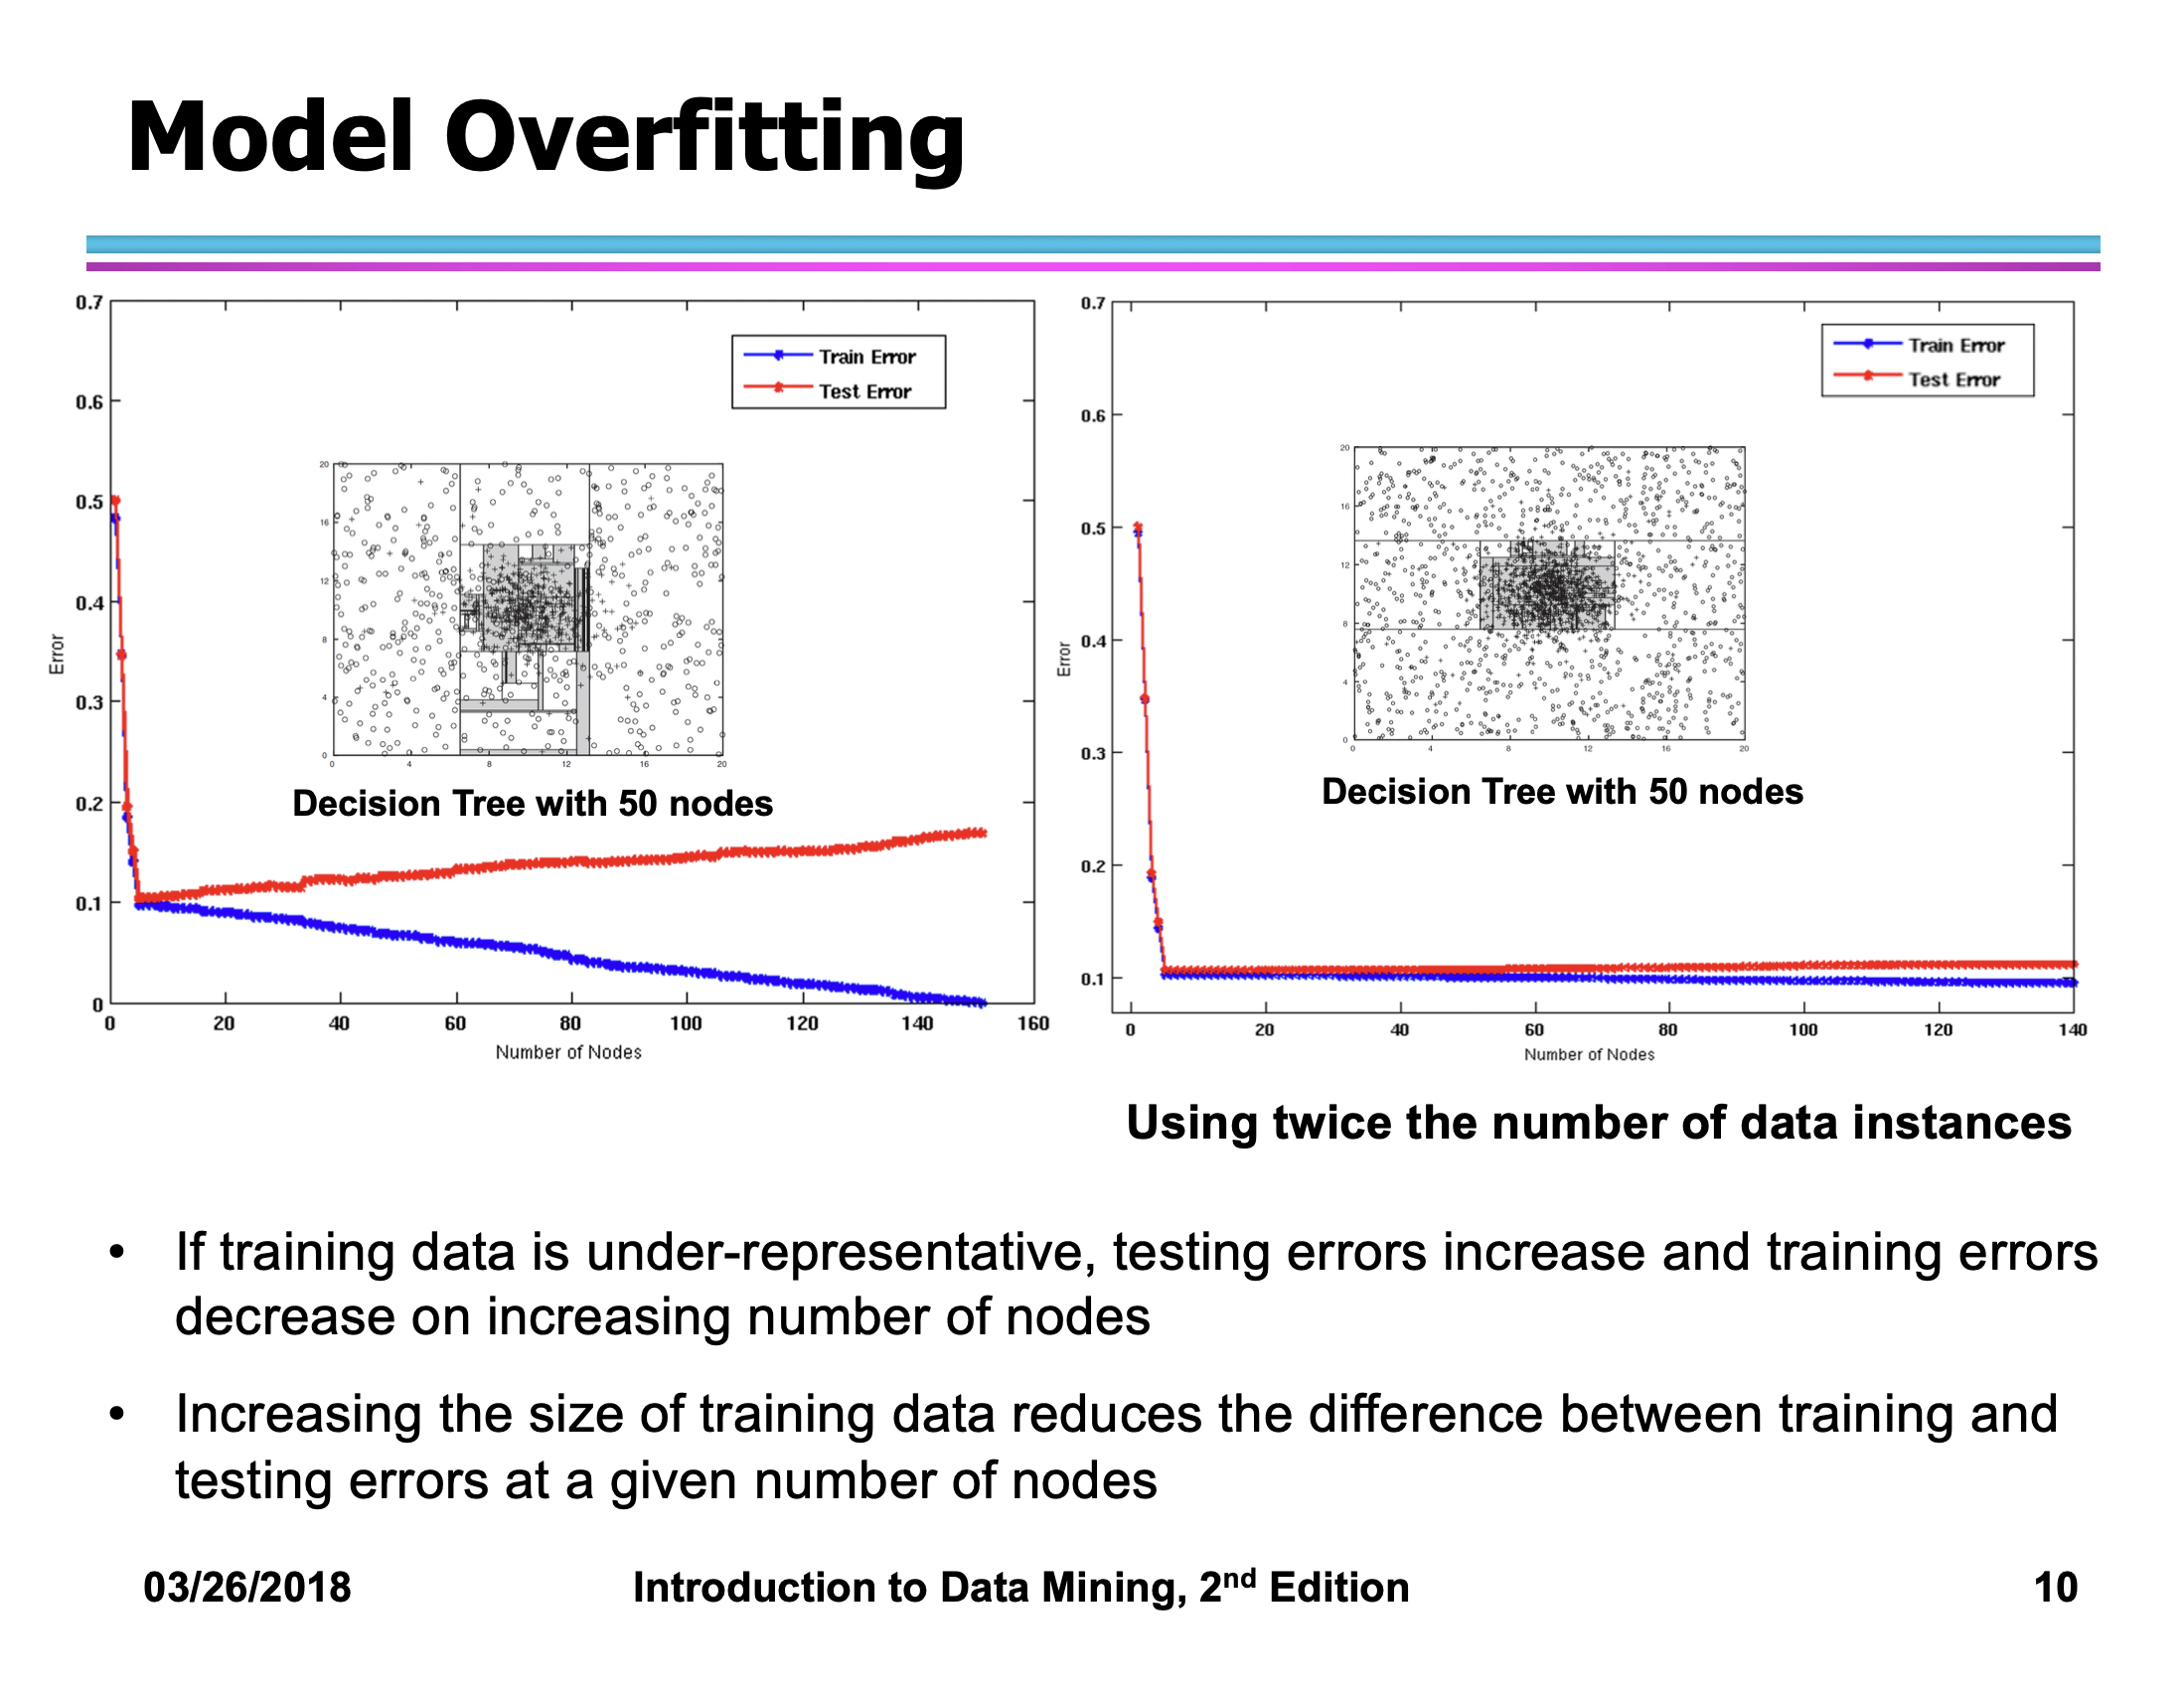 Model Overfitting
0.7
0.6
0.5
0.4
0.3
0.2
0.1
0
Error
0 20 40 60 80 100 120 140 160
Number of Nodes
Train Error
Test Error
20
16
12
8
4
0
0 4 8 12 16 20
Decision Tree with 50 nodes
0.7
0.6
0.5
0.4
0.3
0.2
0.1
Error
0 20 40 60 80 100 120 140
Number of Nodes
Train Error
Test Error
20
16
12
8
4
0
0 4 8 12 16 20
Decision Tree with 50 nodes
Using twice the number of data instances
• If training data is under-representative, testing errors increase and training errors
decrease on increasing number of nodes
• Increasing the size of training data reduces the difference between training and
testing errors at a given number of nodes
03/26/2018 Introduction to Data Mining, 2nd Edition 10